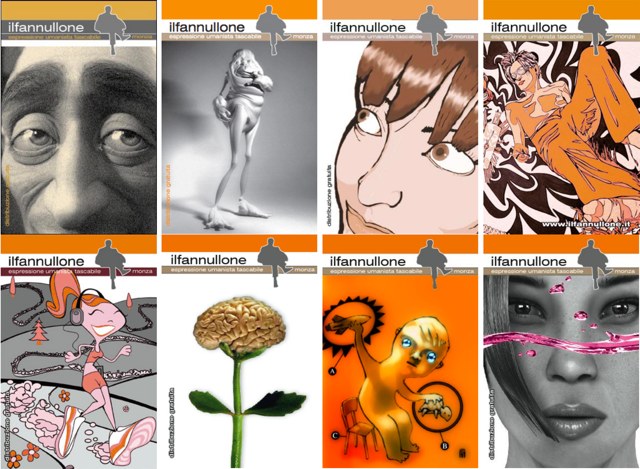 ilfannullone
espressione umanista tascabile monza
distribuzione gratuita
ilfannullone
espressione umanista tascabile monza
distribuzione gratuita
ilfannullone
espressione umanista tascabile monza
distribuzione gratuita
ilfannullone
espressione umanista tascabile monza
www.ilfannullone.it
ilfannullone
espressione umanista tascabile monza
distribuzione gratuita
ilfannullone
espressione umanista tascabile monza
distribuzione gratuita
ilfannullone
espressione umanista tascabile monza
A
B
C
ilfannullone
espressione umanista tascabile monza
distribuzione gratuita